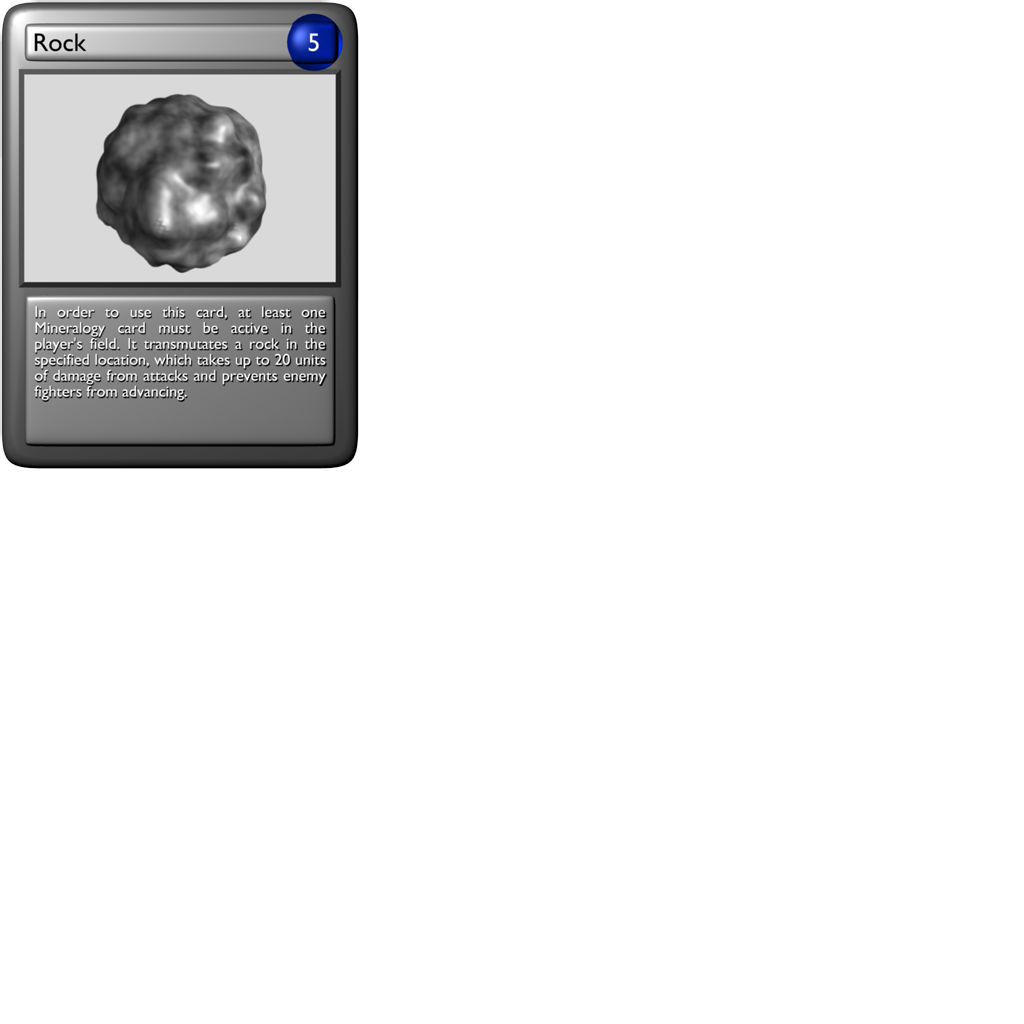 Rock
5
In order to use this card, at least one
Mineralogy card must be active in the
player's field. It transmutates a rock in the
specified location, which takes up to 20 units
of damage from attacks and prevents enemy
fighters from advancing.